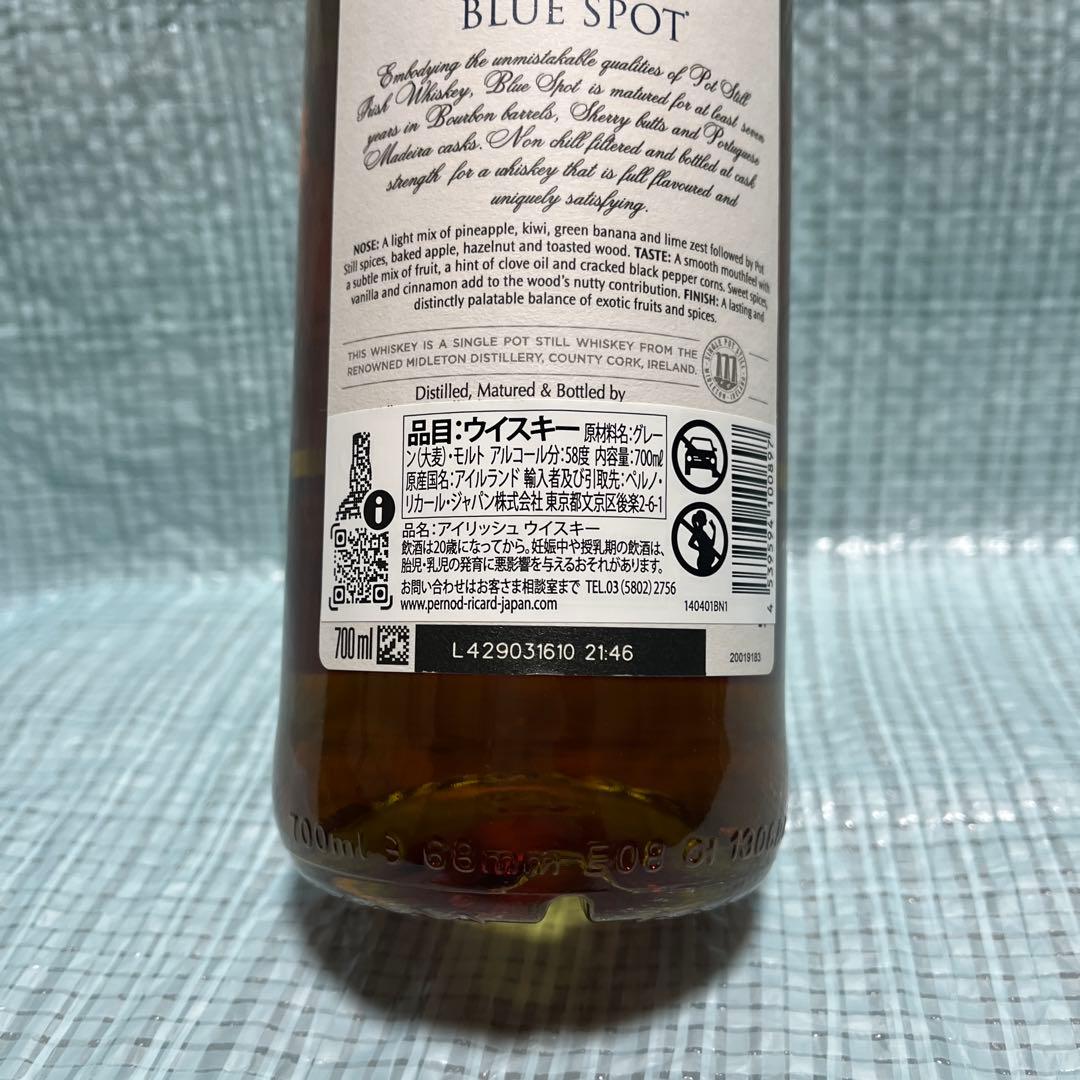 BLUE SPOT
Embodying the unmistakable qualities of Pot Still
Irish Whiskey, Blue Spot is matured for at least seven
years in Bourbon barrels, Sherry butts and Portuguese
Madeira casks. Non chill filtered and bottled at cask
strength for a whiskey that is full flavoured and
uniquely satisfying.
NOSE: A light mix of pineapple, kiwi, green banana and lime zest followed by Pot
Still spices, baked apple, hazelnut and toasted wood. TASTE: A smooth mouthfeel with
a subtle mix of fruit, a hint of clove oil and cracked black pepper corns. Sweet spices,
vanilla and cinnamon add to the wood's nutty contribution. FINISH: A lasting and
distinctly palatable balance of exotic fruits and spices.
THIS WHISKEY IS A SINGLE POT STILL WHISKEY FROM THE
RENOWNED MIDLETON DISTILLERY, COUNTY CORK, IRELAND.
SINGLE POT STILL
Distilled, Matured & Bottled by
品目:ウイスキー 原材料名:グレー
ン(大麦)・モルト アルコール分:58度 内容量:700ml
原産国名:アイルランド 輸入者及び引取先:ペルノ・
リカール・ジャパン株式会社 東京都文京区後楽2-6-1
品名:アイリッシュ ウイスキー
飲酒は20歳になってから。妊娠中や授乳期の飲酒は、
胎児・乳児の発育に悪影響を与えるおそれがあります。
お問い合わせはお客さま相談室まで TEL.03(5802)2756
www.pernod-ricard-japan.com
140401BN1
4 539594 100897
700 ml
L429031610 21:46
20019183
700ml 3 68mm E08